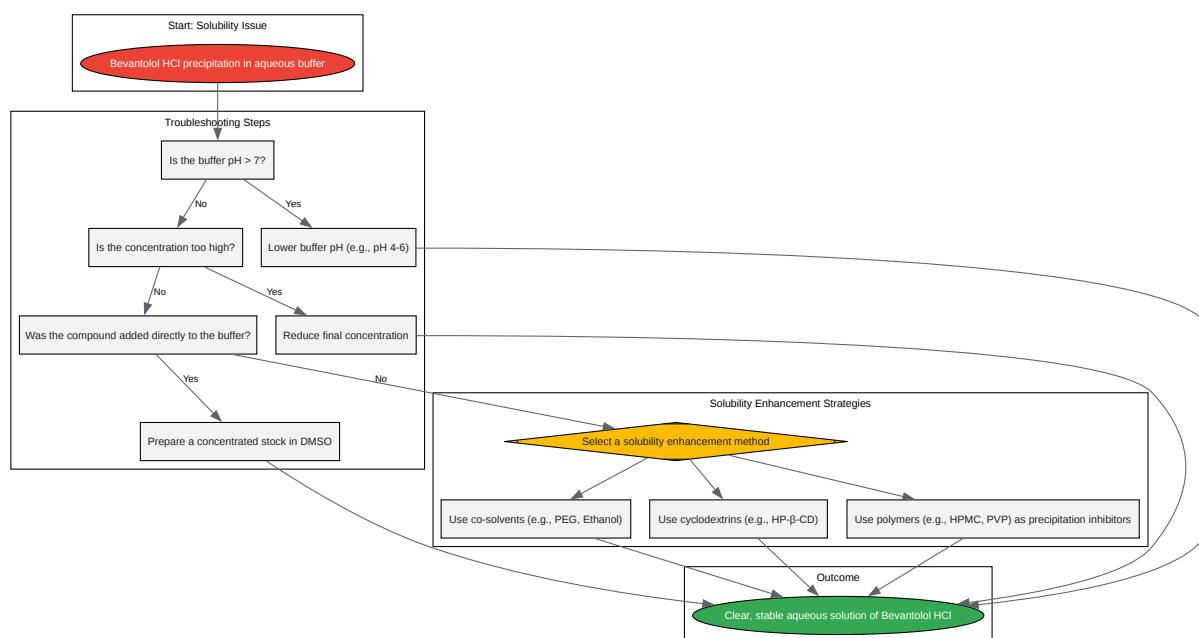 Start: Solubility Issue
Bevantolol HCl precipitation in aqueous buffer
Troubleshooting Steps
Is the buffer pH > 7?
No
Yes
Is the concentration too high?
Lower buffer pH (e.g., pH 4-6)
No
Yes
Was the compound added directly to the buffer?
Reduce final concentration
Yes
No
Solubility Enhancement Strategies
Prepare a concentrated stock in DMSO
Select a solubility enhancement method
Use co-solvents (e.g., PEG, Ethanol)
Use cyclodextrins (e.g., HP-β-CD)
Use polymers (e.g., HPMC, PVP) as precipitation inhibitors
Outcome
Clear, stable aqueous solution of Bevantolol HCl